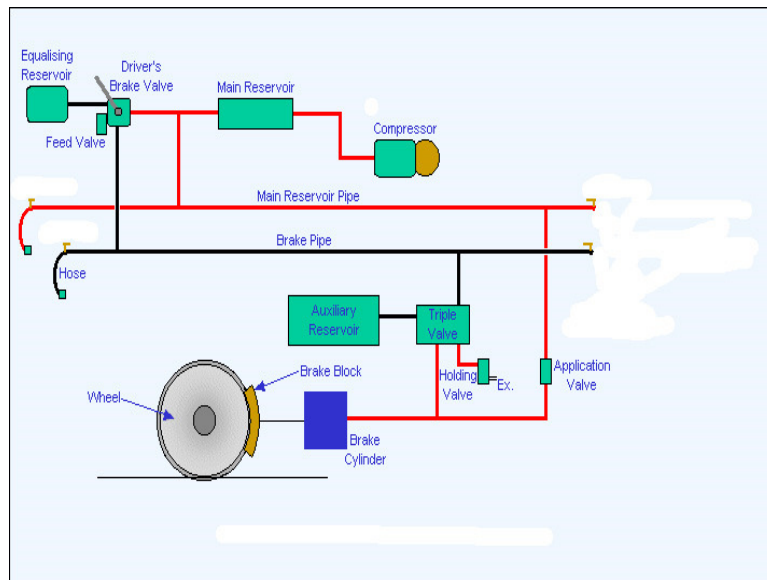 Equalising
Reservoir
Driver's
Brake Valve
Main Reservoir
Feed Valve
Compressor
Main Reservoir Pipe
Brake Pipe
Hose
Auxiliary
Reservoir
Triple
Valve
Holding
Valve
Ex.
Application
Valve
Brake Block
Wheel
Brake
Cylinder